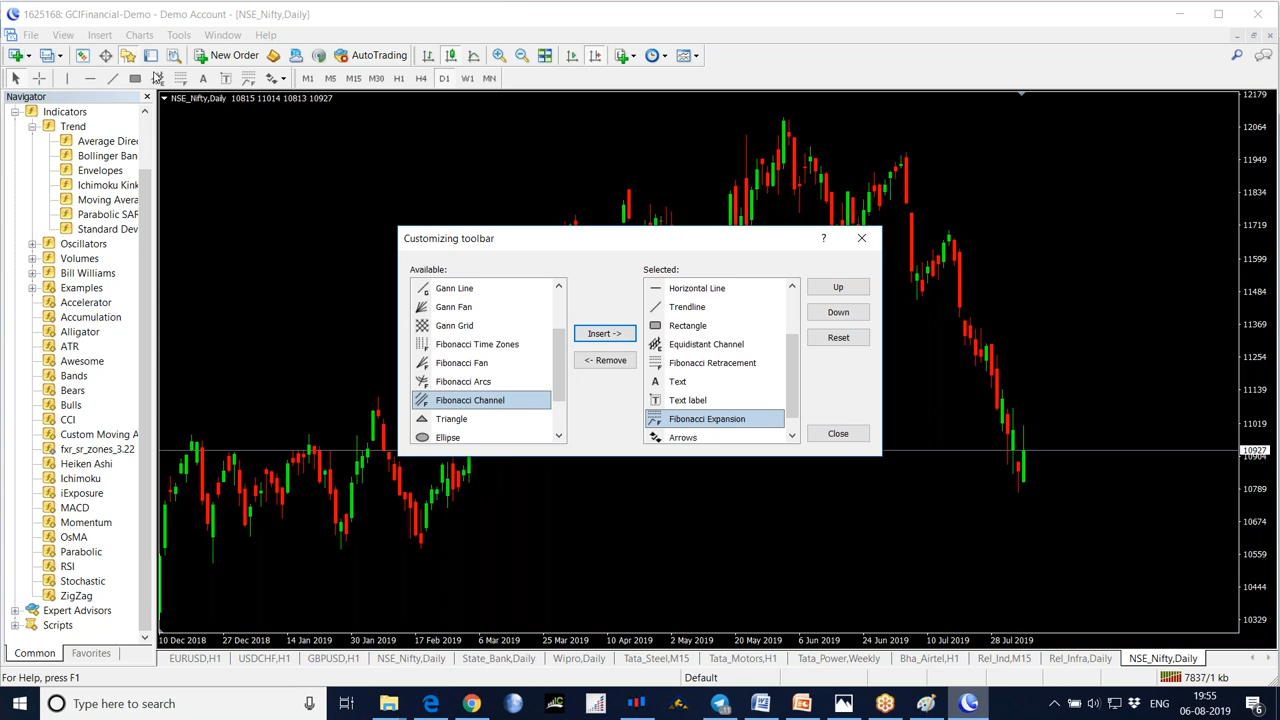 1625168: GCIFinancial-Demo - Demo Account - [NSE_Nifty,Daily]
File View Insert Charts Tools Window Help
New Order AutoTrading
A T M1 M5 M15 M30 H1 H4 D1 W1 MN
Navigator
Indicators
Trend
Average Direc
Bollinger Ban
Envelopes
Ichimoku Kink
Moving Avera
Parabolic SAR
Standard Dev
Oscillators
Volumes
Bill Williams
Examples
Accelerator
Accumulation
Alligator
ATR
Awesome
Bands
Bears
Bulls
CCI
Custom Moving A
fxr_sr_zones_3.22
Heiken Ashi
Ichimoku
iExposure
MACD
Momentum
OsMA
Parabolic
RSI
Stochastic
ZigZag
Expert Advisors
Scripts
Common Favorites
NSE_Nifty,Daily 10815 11014 10813 10927
Customizing toolbar ?
Available:
Gann Line
Gann Fan
Gann Grid
Fibonacci Time Zones
Fibonacci Fan
Fibonacci Arcs
Fibonacci Channel
Triangle
Ellipse
Insert ->
<- Remove
Selected:
Horizontal Line
Trendline
Rectangle
Equidistant Channel
Fibonacci Retracement
Text
Text label
Fibonacci Expansion
Arrows
Up
Down
Reset
Close
12179
12064
11949
11834
11719
11599
11484
11369
11254
11139
11019
10927
10904
10789
10674
10559
10444
10329
10 Dec 2018 27 Dec 2018 14 Jan 2019 30 Jan 2019 17 Feb 2019 6 Mar 2019 25 Mar 2019 10 Apr 2019 2 May 2019 20 May 2019 6 Jun 2019 24 Jun 2019 10 Jul 2019 28 Jul 2019
EURUSD,H1 USDCHF,H1 GBPUSD,H1 NSE_Nifty,Daily State_Bank,Daily Wipro,Daily Tata_Steel,M15 Tata_Motors,H1 Tata_Power,Weekly Bha_Airtel,H1 Rel_Ind,M15 Rel_Infra,Daily NSE_Nifty,Daily
For Help, press F1 Default 7837/1 kb
Type here to search
ENG
19:55
06-08-2019
6